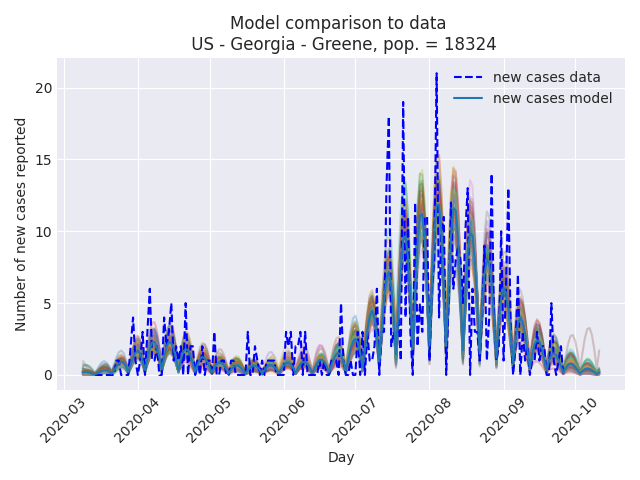 Model comparison to data
US - Georgia - Greene, pop. = 18324
new cases data
new cases model
Number of new cases reported
20
15
10
5
0
2020-03
2020-04
2020-05
2020-06
2020-07
2020-08
2020-09
2020-10
Day